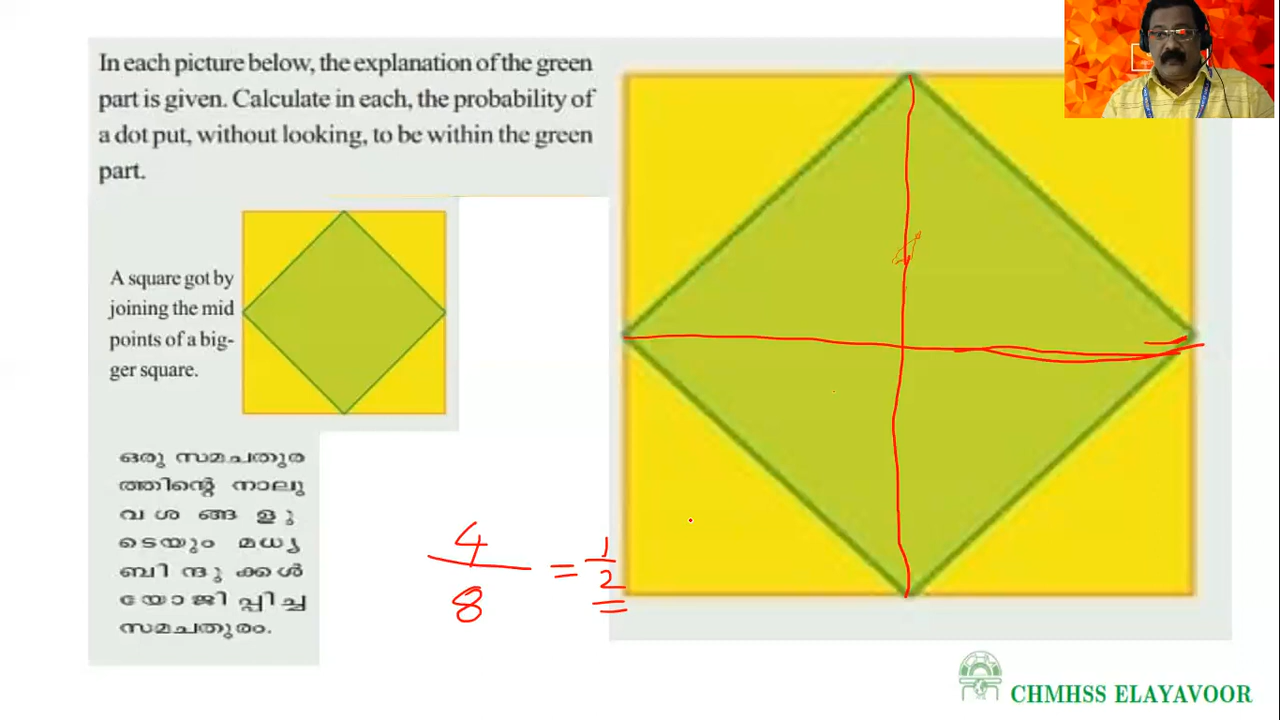 In each picture below, the explanation of the green
part is given. Calculate in each, the probability of
a dot put, without looking, to be within the green
part.
A square got by
joining the mid
points of a big-
ger square.
ഒരു സമചതുര
ത്തിന്റെ നാലു
വശങ്ങളു
ടെയും മധ്യ
ബിന്ദുക്കൾ
യോജിപ്പിച്ച
സമചതുരം.
4
8
=
1
2
CHMHSS ELAYAVOOR